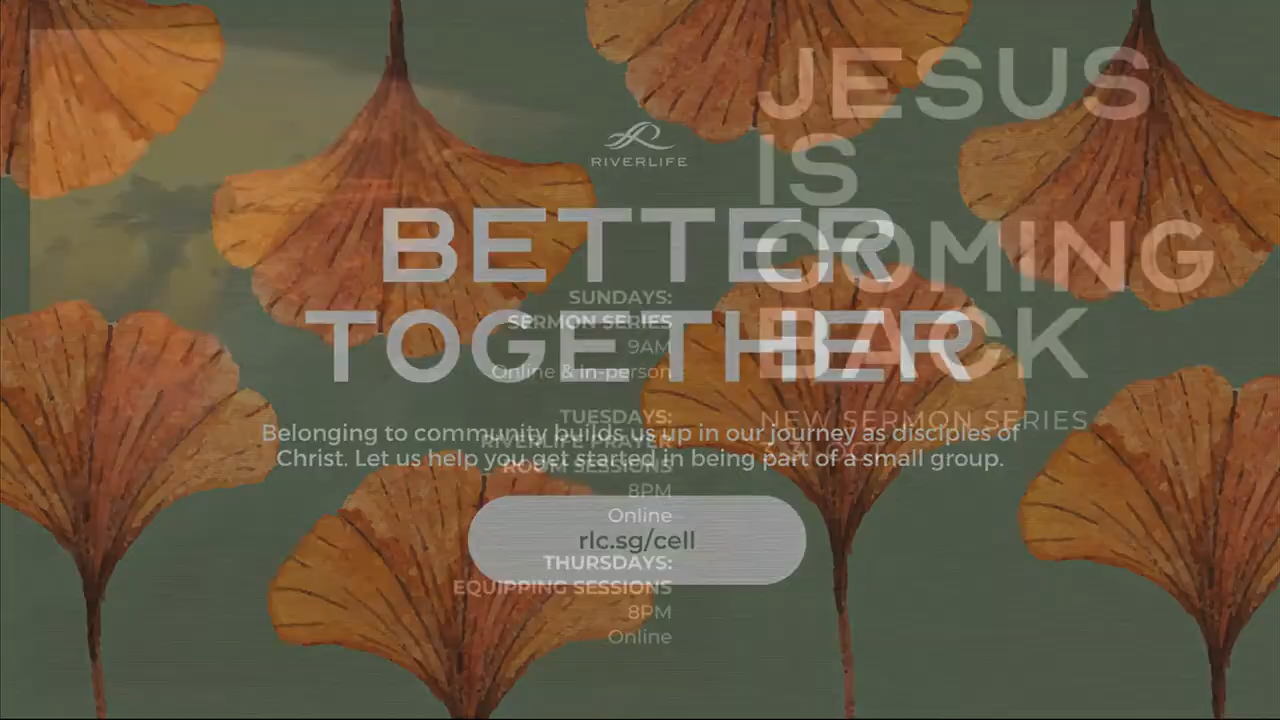 RIVERLIFE
BETTER
TOGETHER
Belonging to community builds us up in our journey as disciples of
Christ. Let us help you get started in being part of a small group.
rlc.sg/cell
JESUS
IS
COMING
BACK
NEW SERMON SERIES
SUNDAYS:
SERMON SERIES
9AM
Online & in-person
TUESDAYS:
RIVERLIFE PRAYER
ROOM SESSIONS
8PM
Online
THURSDAYS:
EQUIPPING SESSIONS
8PM
Online